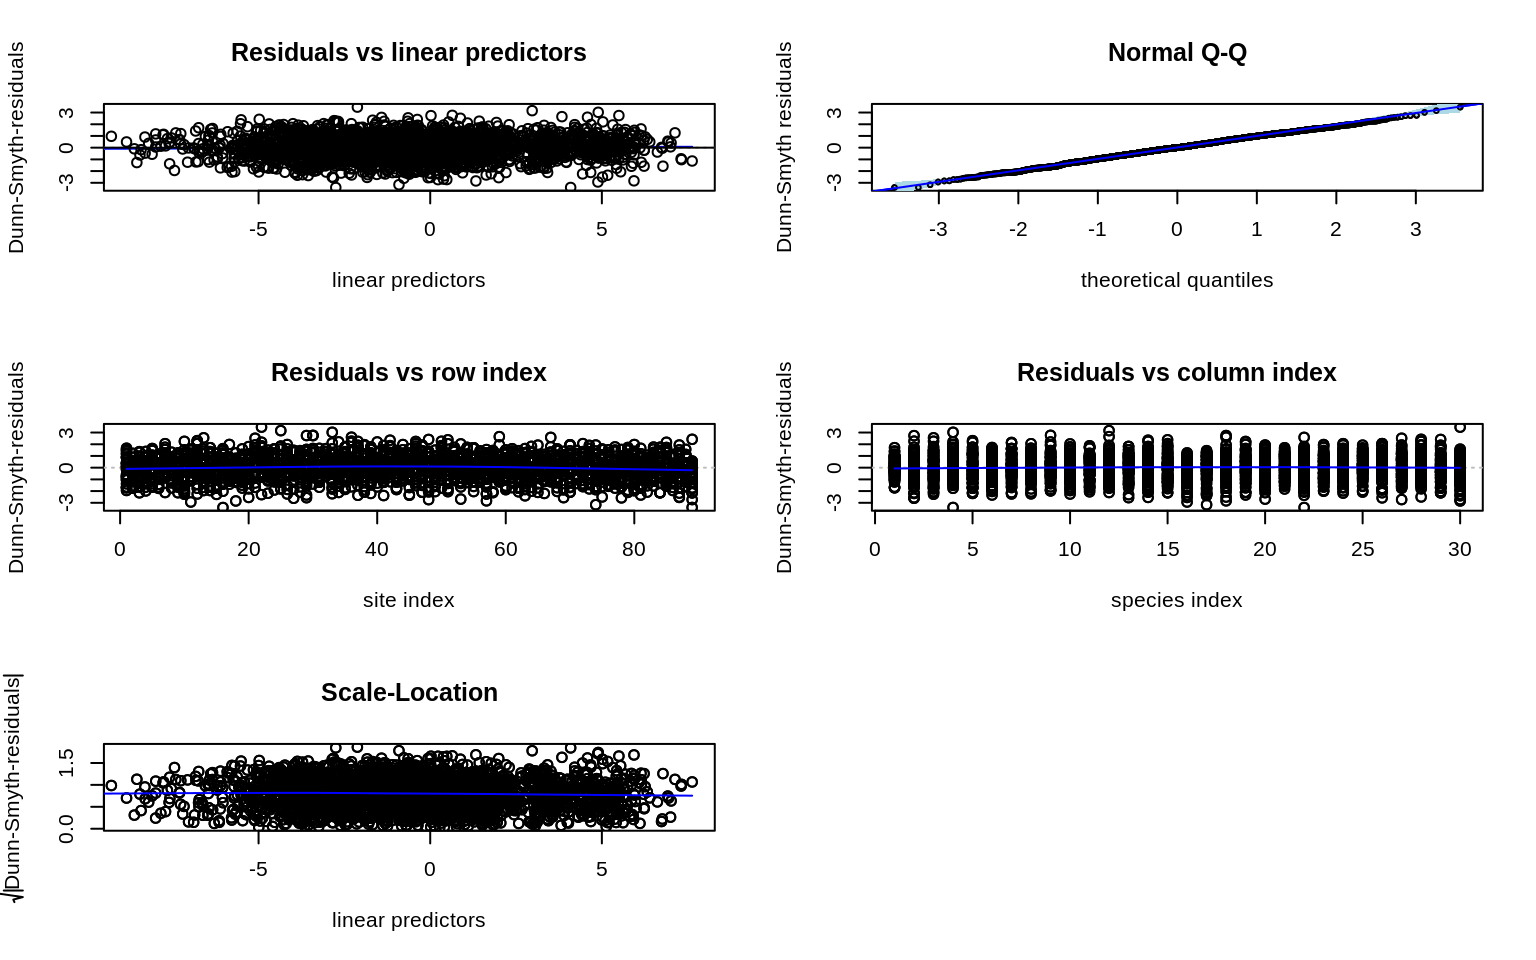 Residuals vs linear predictors
Dunn-Smyth-residuals
3
0
-3
-5 0 5
linear predictors
Normal Q-Q
Dunn-Smyth residuals
3
0
-3
-3 -2 -1 0 1 2 3
theoretical quantiles
Residuals vs row index
Dunn-Smyth-residuals
3
0
-3
0 20 40 60 80
site index
Residuals vs column index
Dunn-Smyth-residuals
3
0
-3
0 5 10 15 20 25 30
species index
Scale-Location
√|Dunn-Smyth-residuals|
1.5
0.0
-5 0 5
linear predictors